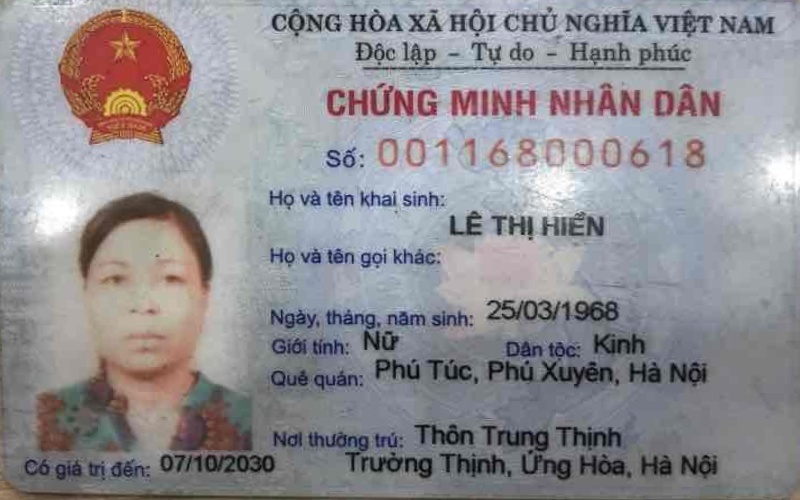 CỘNG HÒA XÃ HỘI CHỦ NGHĨA VIỆT NAM
Độc lập - Tự do - Hạnh phúc
CHỨNG MINH NHÂN DÂN
Số: 001168000618
Họ và tên khai sinh:
LÊ THỊ HIỀN
Họ và tên gọi khác:
Ngày, tháng, năm sinh: 25/03/1968
Giới tính: Nữ Dân tộc: Kinh
Quê quán: Phú Túc, Phú Xuyên, Hà Nội
Nơi thường trú: Thôn Trung Thịnh
Trường Thịnh, Ứng Hòa, Hà Nội
Có giá trị đến: 07/10/2030